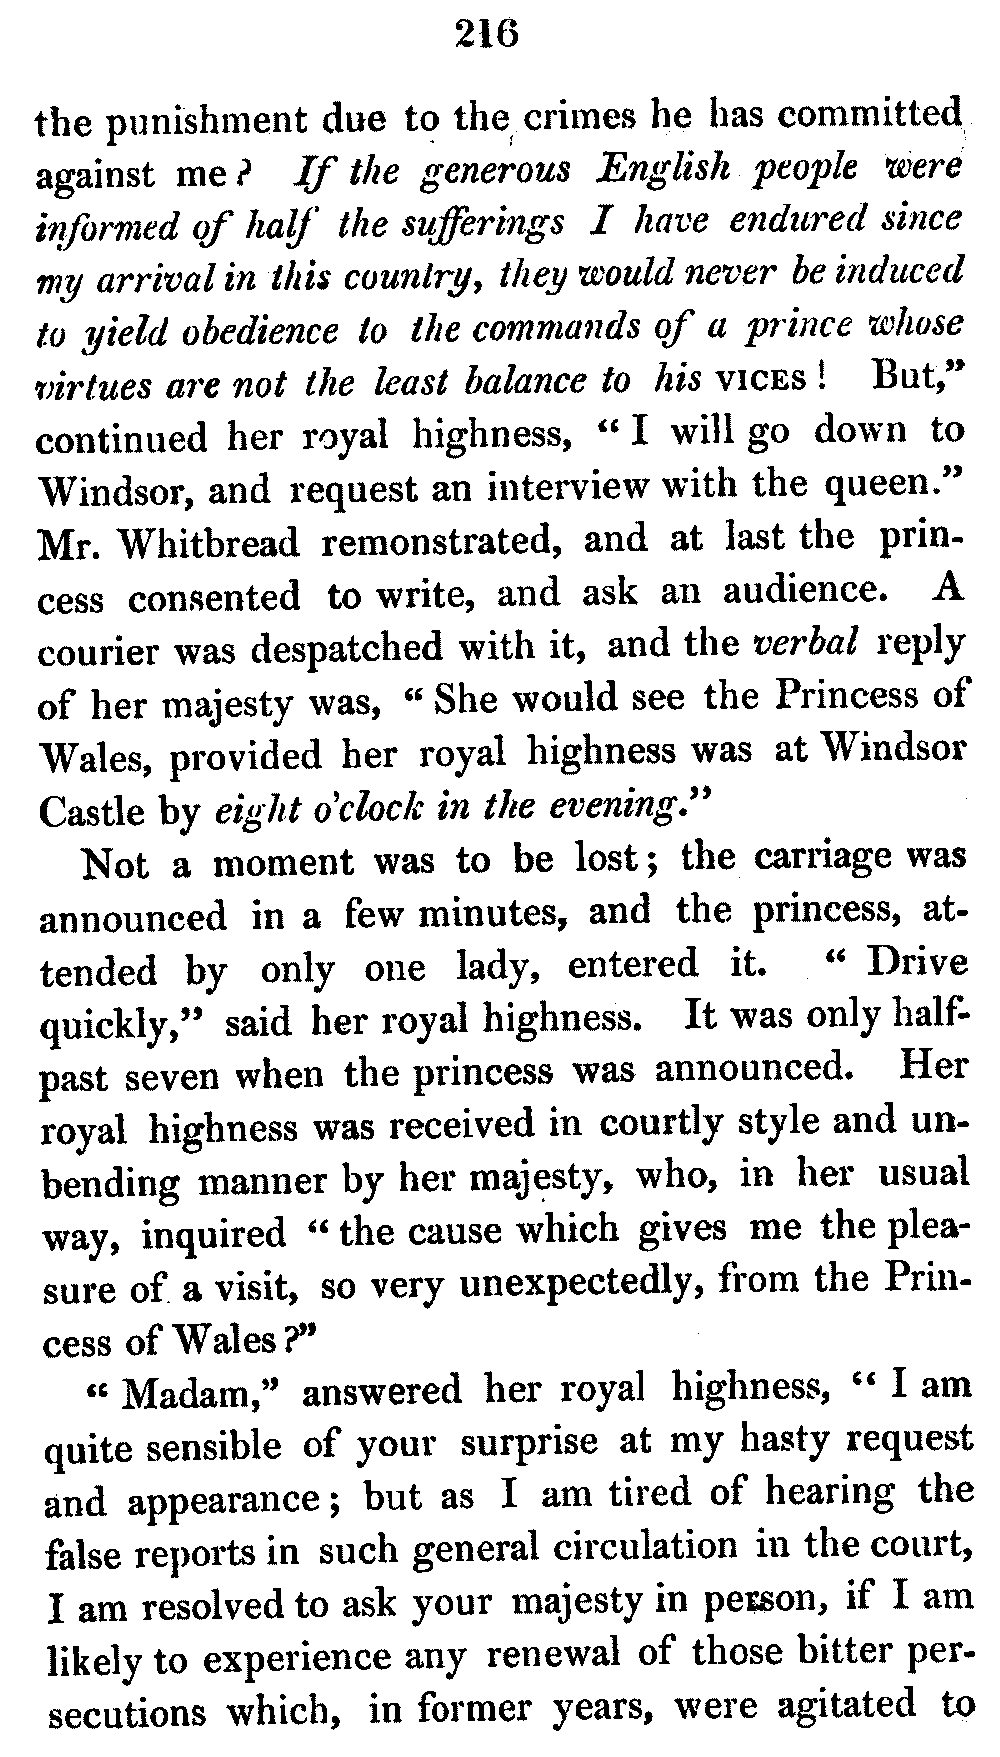 216
the punishment due to the crimes he has committed
against me? If the generous English people were
informed of half the sufferings I have endured since
my arrival in this country, they would never be induced
to yield obedience to the commands of a prince whose
virtues are not the least balance to his VICES! But,”
continued her royal highness, “ I will go down to
Windsor, and request an interview with the queen.”
Mr. Whitbread remonstrated, and at last the prin-
cess consented to write, and ask an audience. A
courier was despatched with it, and the verbal reply
of her majesty was, “ She would see the Princess of
Wales, provided her royal highness was at Windsor
Castle by eight o'clock in the evening.”
Not a moment was to be lost; the carriage was
announced in a few minutes, and the princess, at-
tended by only one lady, entered it. “ Drive
quickly,” said her royal highness. It was only half-
past seven when the princess was announced. Her
royal highness was received in courtly style and un-
bending manner by her majesty, who, in her usual
way, inquired “ the cause which gives me the plea-
sure of a visit, so very unexpectedly, from the Prin-
cess of Wales?”
“ Madam,” answered her royal highness, “ I am
quite sensible of your surprise at my hasty request
and appearance; but as I am tired of hearing the
false reports in such general circulation in the court,
I am resolved to ask your majesty in person, if I am
likely to experience any renewal of those bitter per-
secutions which, in former years, were agitated to